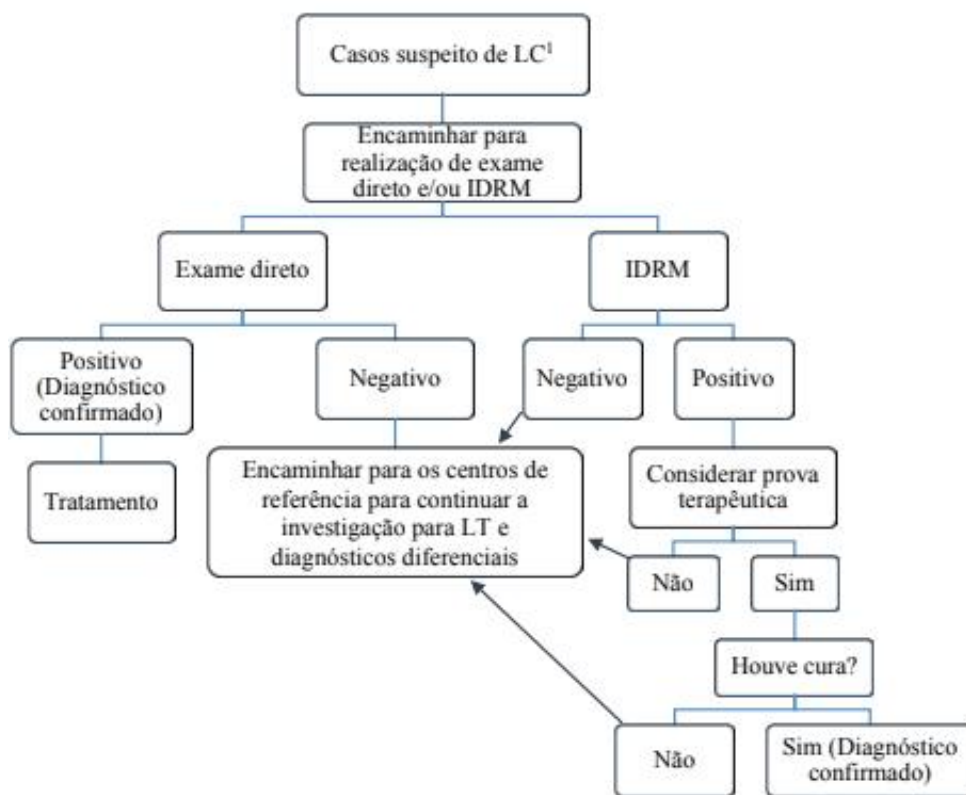 Casos suspeito de LC¹
Encaminhar para
realização de exame
direto e/ou IDRM
Exame direto
IDRM
Positivo
(Diagnóstico
confirmado)
Negativo
Negativo
Positivo
Tratamento
Encaminhar para os centros de
referência para continuar a
investigação para LT e
diagnósticos diferenciais
Considerar prova
terapêutica
Não
Sim
Houve cura?
Não
Sim (Diagnóstico
confirmado)